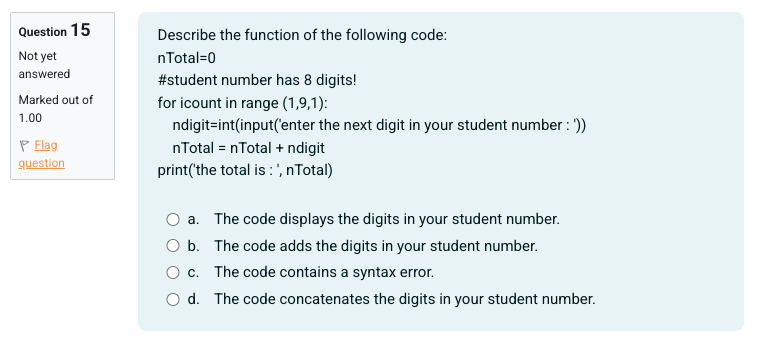 Question 15
Not yet
answered
Marked out of
1.00
Flag
question
Describe the function of the following code:
nTotal=0
#student number has 8 digits!
for icount in range (1,9,1):
ndigit=int(input('enter the next digit in your student number : '))
nTotal = nTotal + ndigit
print('the total is : ', nTotal)
a. The code displays the digits in your student number.
b. The code adds the digits in your student number.
c. The code contains a syntax error.
d. The code concatenates the digits in your student number.